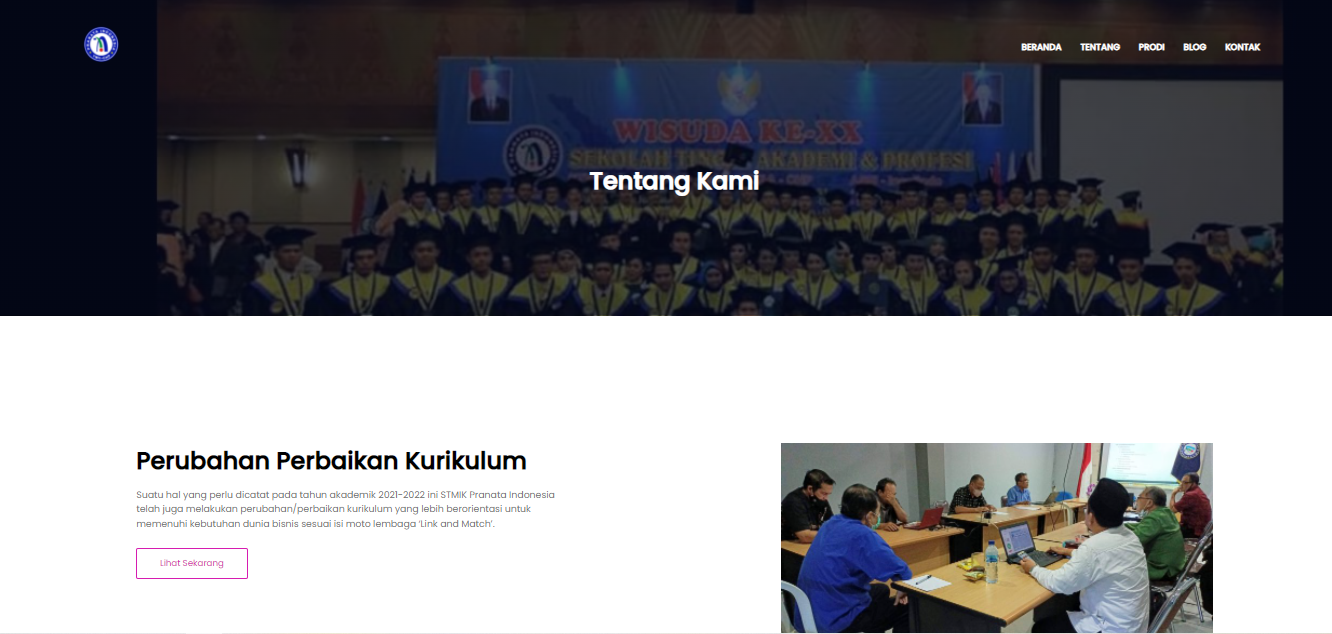 BERANDA TENTANG PRODI BLOG KONTAK
WISUDA KE-XX
SEKOLAH TINGGI AKADEMI & PROFESI
Tentang Kami
Perubahan Perbaikan Kurikulum
Suatu hal yang perlu dicatat pada tahun akademik 2021-2022 ini STMIK Pranata Indonesia
telah juga melakukan perubahan/perbaikan kurikulum yang lebih berorientasi untuk
memenuhi kebutuhan dunia bisnis sesuai isi moto lembaga ‘Link and Match’.
Lihat Sekarang